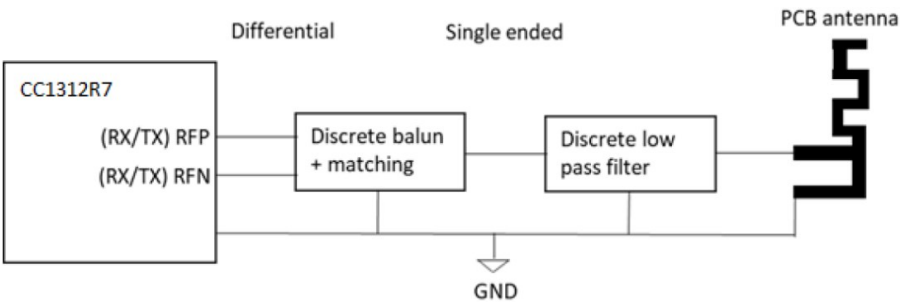 PCB antenna
Differential
Single ended
CC1312R7
(RX/TX) RFP
(RX/TX) RFN
Discrete balun
+ matching
Discrete low
pass filter
GND